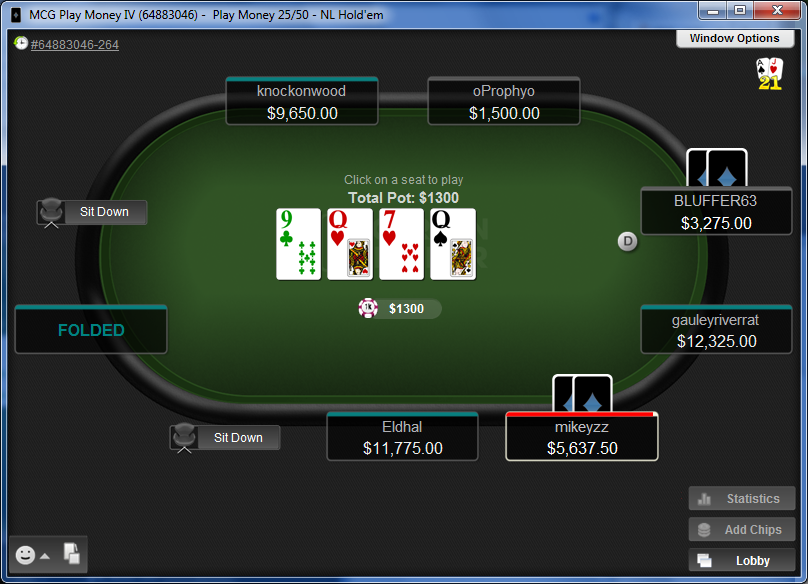 MCG Play Money IV (64883046) - Play Money 25/50 - NL Hold'em
#64883046-264
Window Options
21
knockonwood
$9,650.00
oProphyo
$1,500.00
Click on a seat to play
Total Pot: $1300
BLUFFER63
$3,275.00
Sit Down
9
Q
7
Q
D
1K
$1300
FOLDED
gauleyriverrat
$12,325.00
Sit Down
Eldhal
$11,775.00
mikeyzz
$5,637.50
Statistics
Add Chips
Lobby